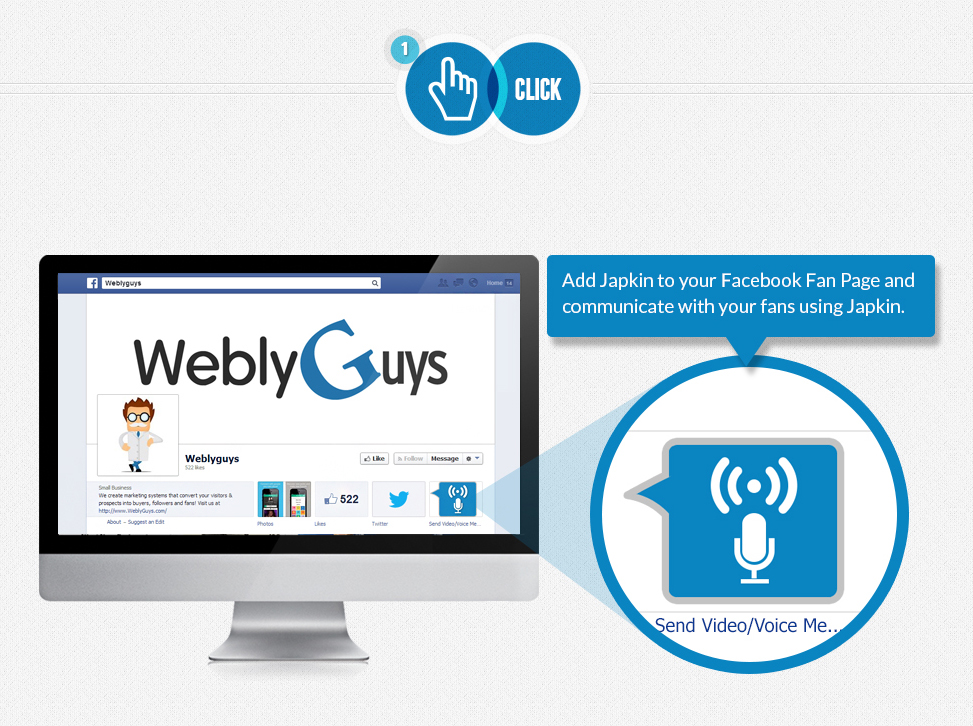 1
CLICK
Weblyguys
Home
WeblyGuys
Add Japkin to your Facebook Fan Page and
communicate with your fans using Japkin.
Weblyguys
522 likes
Like
Follow
Message
Small Business
We create marketing systems that convert your visitors &
prospects into buyers, followers and fans! Visit us at
http://www.WeblyGuys.com/
About – Suggest an Edit
522
Photos
Likes
Twitter
Send Video/Voice Me...
Send Video/Voice Me...